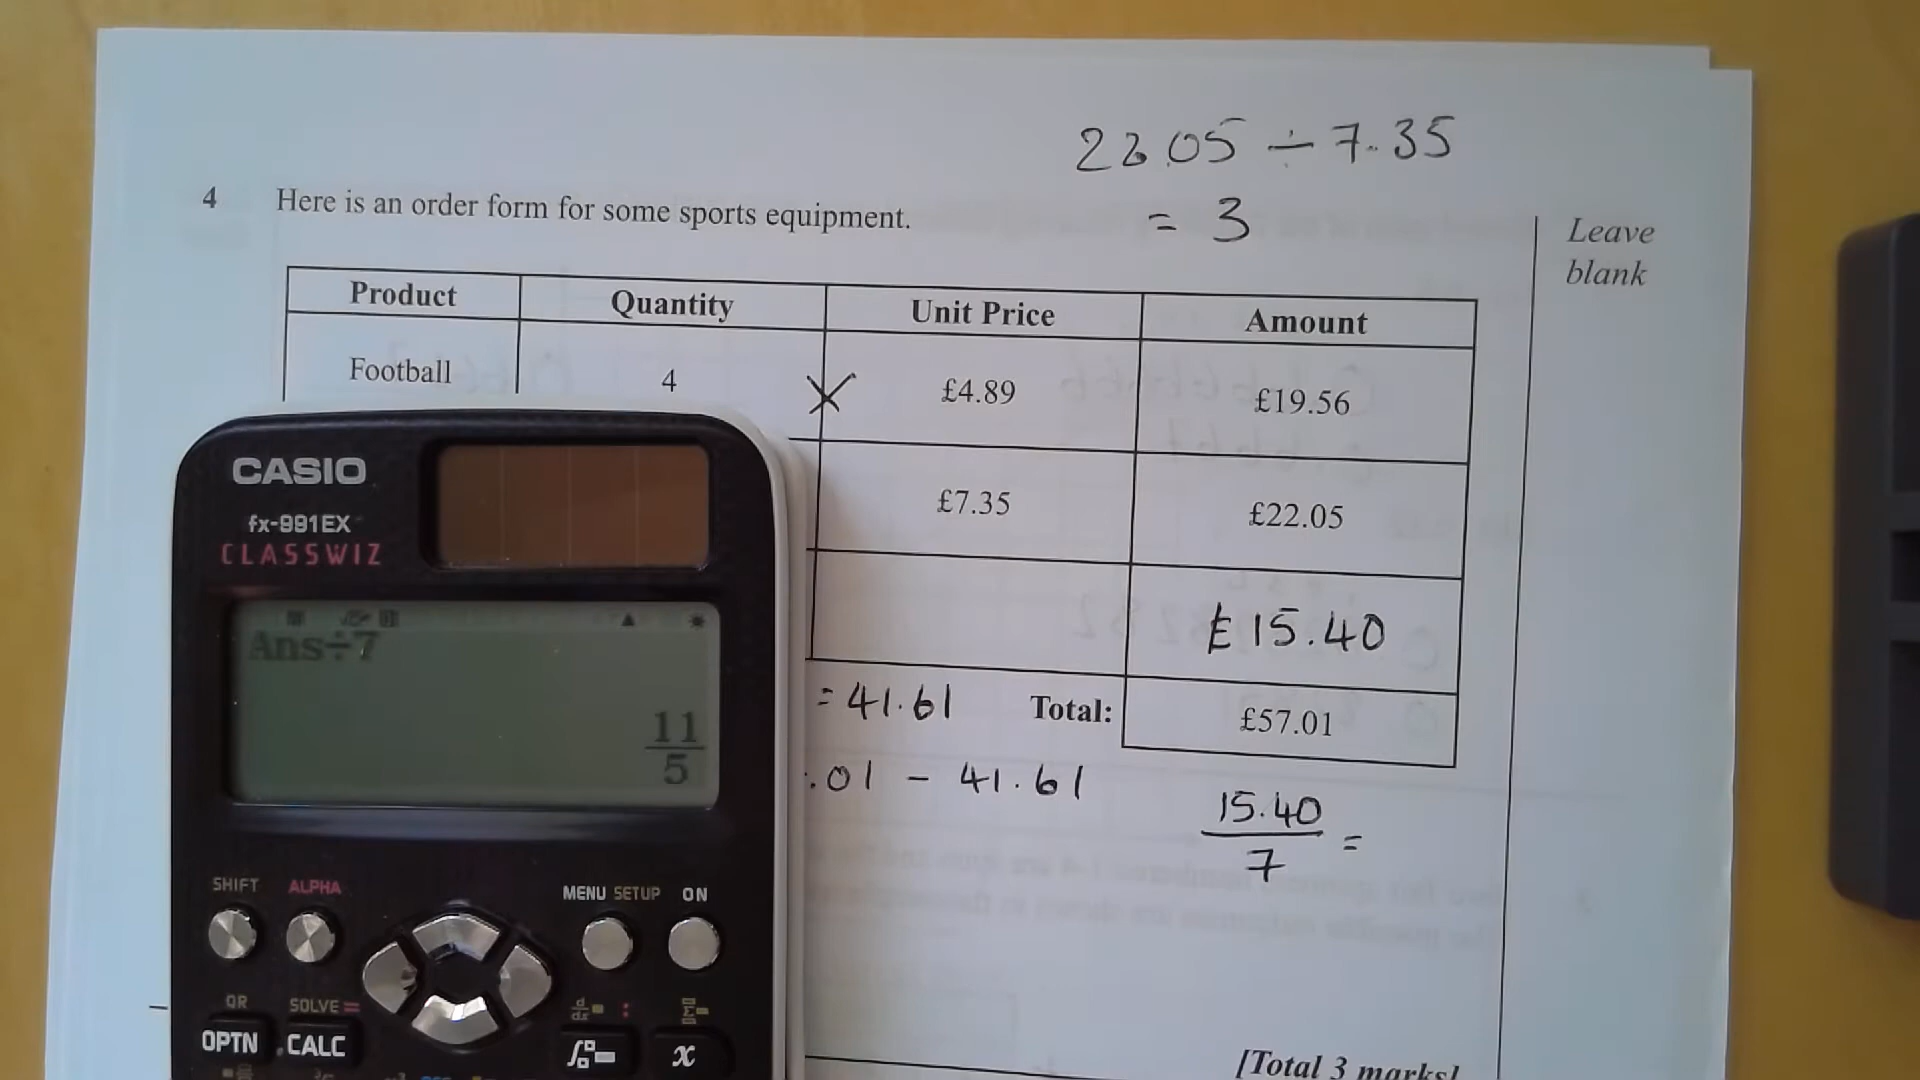 22.05 ÷ 7.35
= 3
4 Here is an order form for some sports equipment.
Leave
blank
Product Quantity Unit Price Amount
Football 4 × £4.89 £19.56
£7.35 £22.05
£15.40
= 41.61 Total: £57.01
.01 - 41.61
15.40
7 =
[Total 3 marks]
CASIO
fx-991EX
CLASSWIZ
Ans÷7
11
5
SHIFT ALPHA MENU SETUP ON
QR SOLVE =
OPTN CALC x